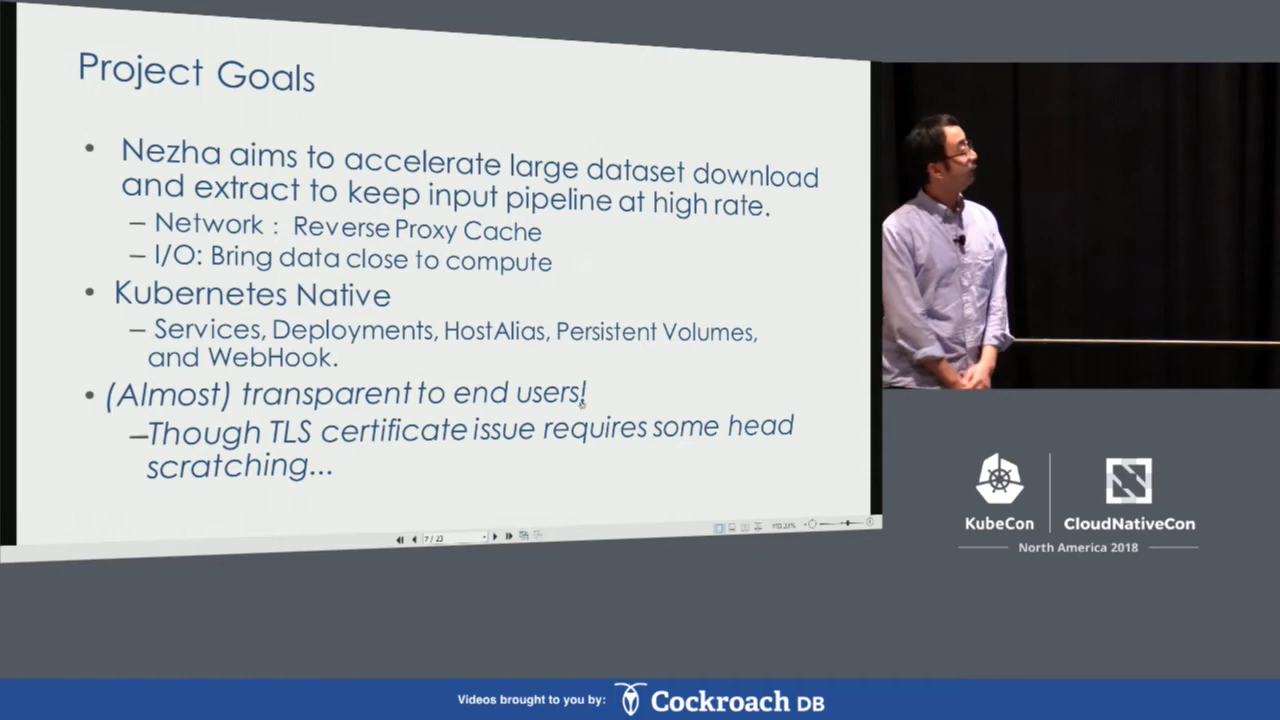 Project Goals
• Nezha aims to accelerate large dataset download
and extract to keep input pipeline at high rate.
– Network : Reverse Proxy Cache
– I/O: Bring data close to compute
• Kubernetes Native
– Services, Deployments, HostAlias, Persistent Volumes,
and WebHook.
• (Almost) transparent to end users!
–Though TLS certificate issue requires some head
scratching...
7 / 23
KubeCon
CloudNativeCon
North America 2018
Videos brought to you by:
Cockroach DB